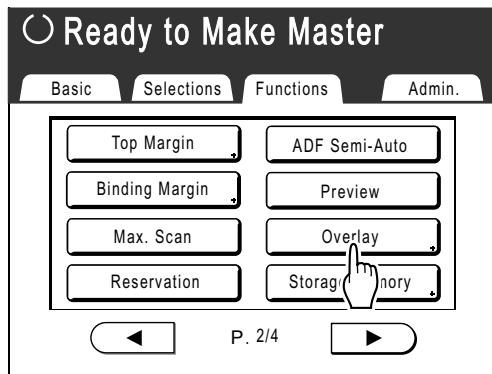 Ready to Make Master
Basic Selections Functions Admin.
Top Margin ADF Semi-Auto
Binding Margin Preview
Max. Scan Overlay
Reservation Storage
P. 2/4